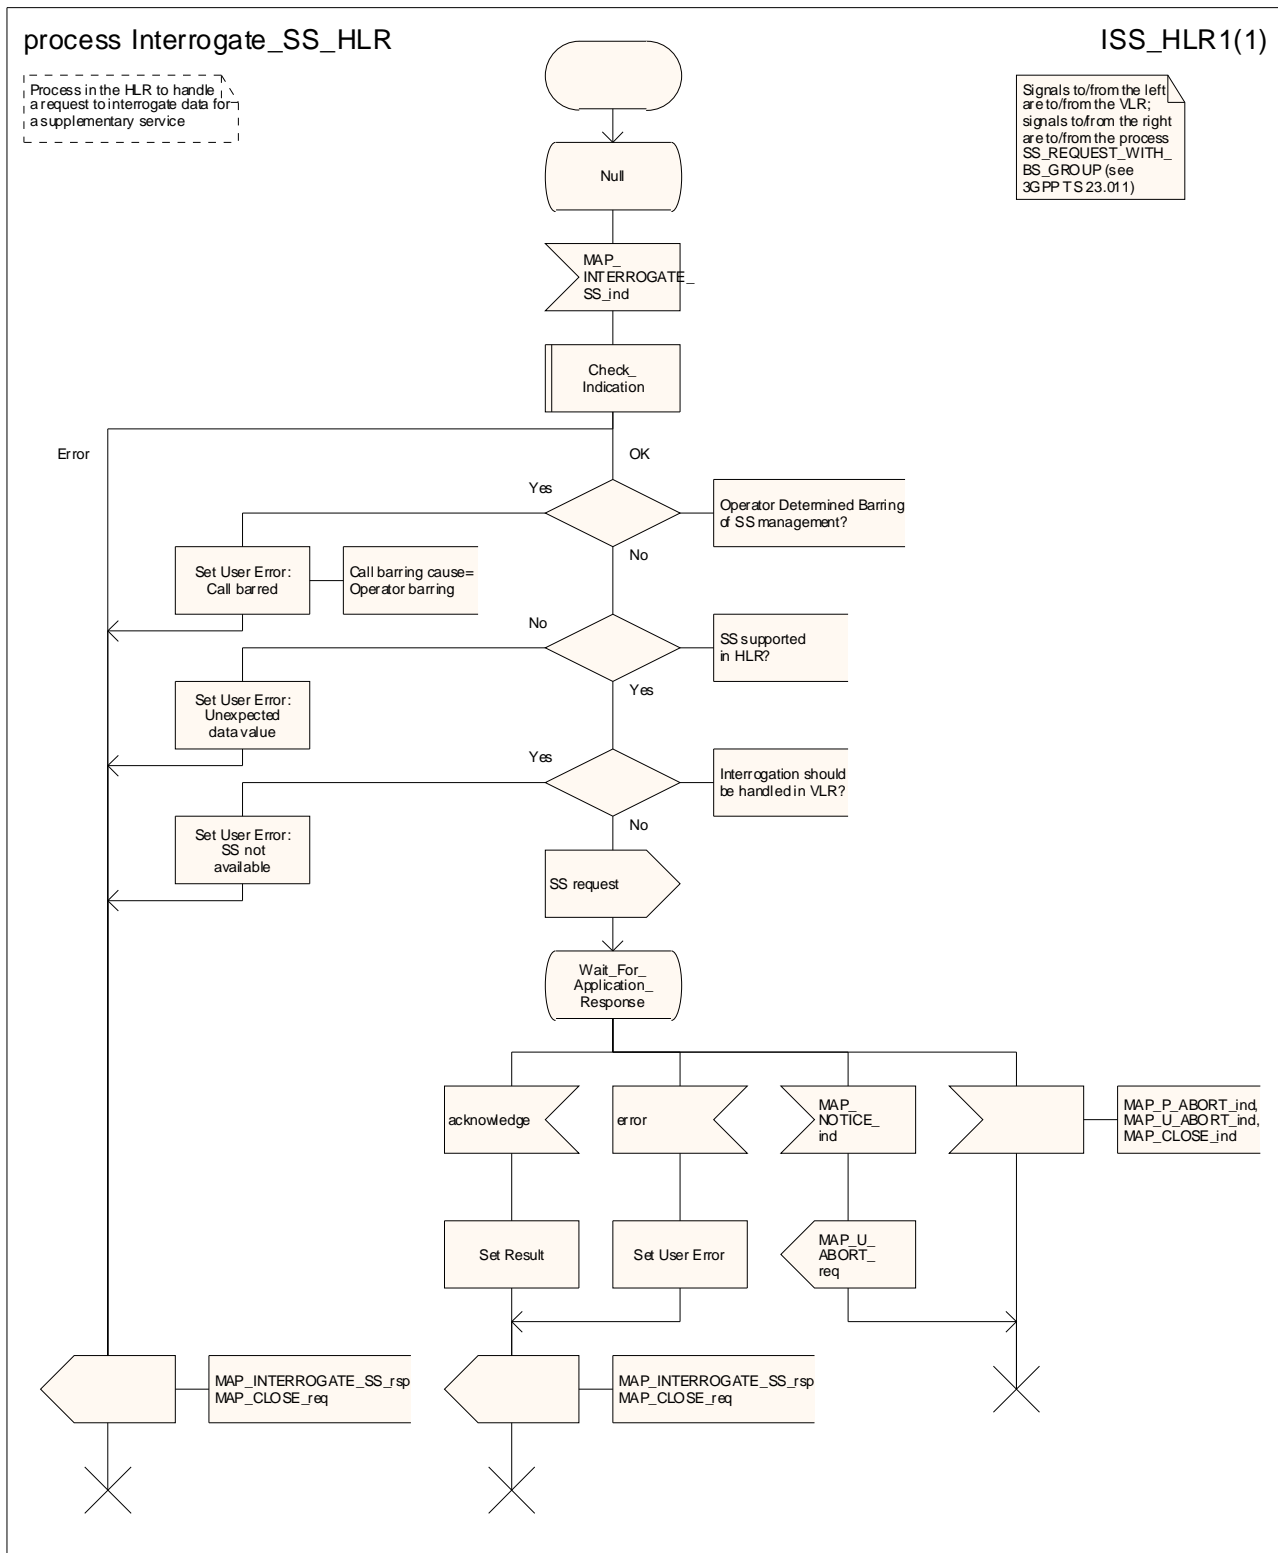 process Interrogate_SS_HLR
ISS_HLR1(1)
Process in the HLR to handle
a request to interrogate data for
a supplementary service
Signals to/from the left
are to/from the VLR;
signals to/from the right
are to/from the process
SS_REQUEST_WITH_
BS_GROUP (see
3GPP TS 23.011)
Null
MAP_
INTERROGATE_
SS_ind
Check_
Indication
Error
OK
Yes
Operator Determined Barring
of SS management?
No
Set User Error:
Call barred
Call barring cause=
Operator barring
No
SS supported
in HLR?
Yes
Set User Error:
Unexpected
data value
Yes
Interrogation should
be handled in VLR?
No
Set User Error:
SS not
available
SS request
Wait_For_
Application_
Response
acknowledge
error
MAP_
NOTICE_
ind
MAP_P_ABORT_ind,
MAP_U_ABORT_ind,
MAP_CLOSE_ind
Set Result
Set User Error
MAP_U_
ABORT_
req
MAP_INTERROGATE_SS_rsp
MAP_CLOSE_req
MAP_INTERROGATE_SS_rsp
MAP_CLOSE_req